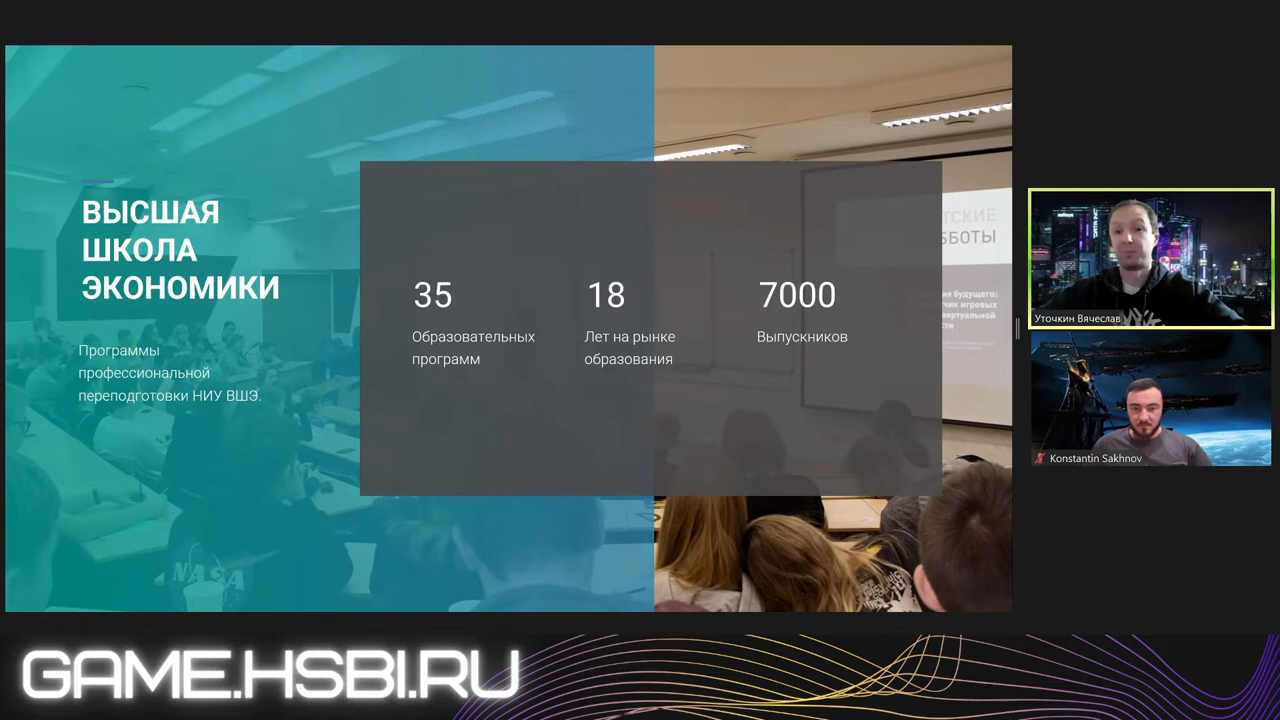 ВЫСШАЯ
ШКОЛА
ЭКОНОМИКИ
Программы
профессиональной
переподготовки НИУ ВШЭ.
35
Образовательных
программ
18
Лет на рынке
образования
7000
Выпускников
NASA
Уточкин Вячеслав
Konstantin Sakhnov
GAME.HSBI.RU